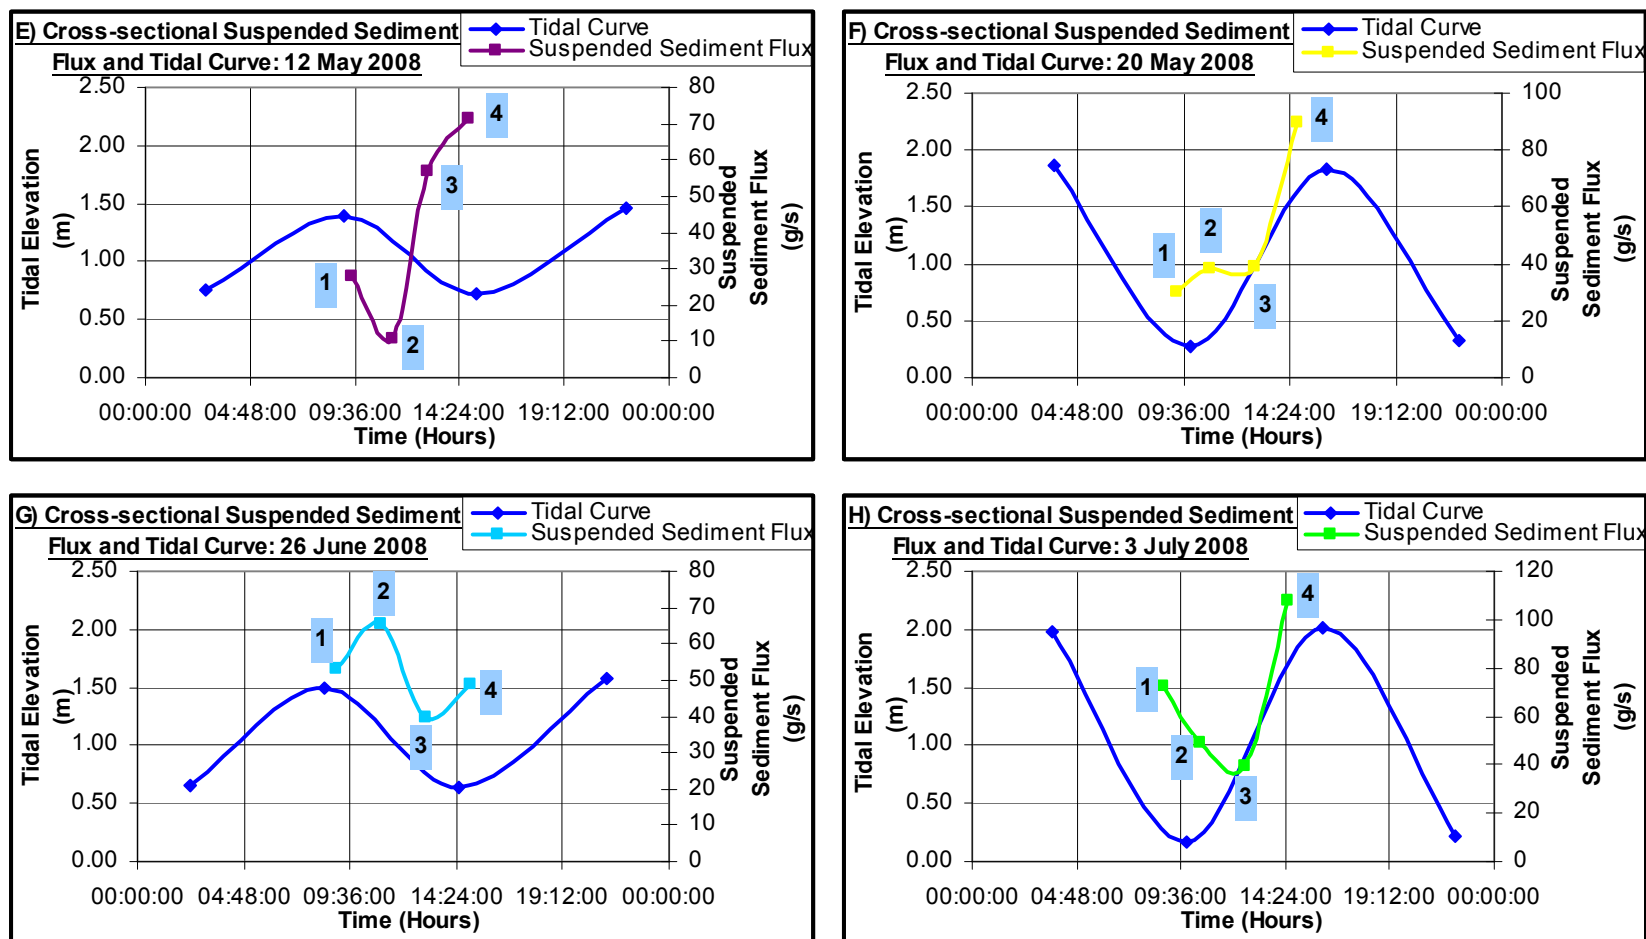 E) Cross-sectional Suspended Sediment
Flux and Tidal Curve: 12 May 2008
Tidal Curve
Suspended Sediment Flux
2.50
2.00
1.50
1.00
0.50
0.00
Tidal Elevation
(m)
80
70
60
50
40
30
20
10
0
Suspended
Sediment Flux
(g/s)
1
2
3
4
00:00:00 04:48:00 09:36:00 14:24:00 19:12:00 00:00:00
Time (Hours)
F) Cross-sectional Suspended Sediment
Flux and Tidal Curve: 20 May 2008
Tidal Curve
Suspended Sediment Flux
2.50
2.00
1.50
1.00
0.50
0.00
Tidal Elevation
(m)
100
80
60
40
20
0
Suspended
Sediment Flux
(g/s)
1
2
3
4
00:00:00 04:48:00 09:36:00 14:24:00 19:12:00 00:00:00
Time (Hours)
G) Cross-sectional Suspended Sediment
Flux and Tidal Curve: 26 June 2008
Tidal Curve
Suspended Sediment Flux
2.50
2.00
1.50
1.00
0.50
0.00
Tidal Elevation
(m)
80
70
60
50
40
30
20
10
0
Suspended
Sediment Flux
(g/s)
1
2
3
4
00:00:00 04:48:00 09:36:00 14:24:00 19:12:00 00:00:00
Time (Hours)
H) Cross-sectional Suspended Sediment
Flux and Tidal Curve: 3 July 2008
Tidal Curve
Suspended Sediment Flux
2.50
2.00
1.50
1.00
0.50
0.00
Tidal Elevation
(m)
120
100
80
60
40
20
0
Suspended
Sediment Flux
(g/s)
1
2
3
4
00:00:00 04:48:00 09:36:00 14:24:00 19:12:00 00:00:00
Time (Hours)